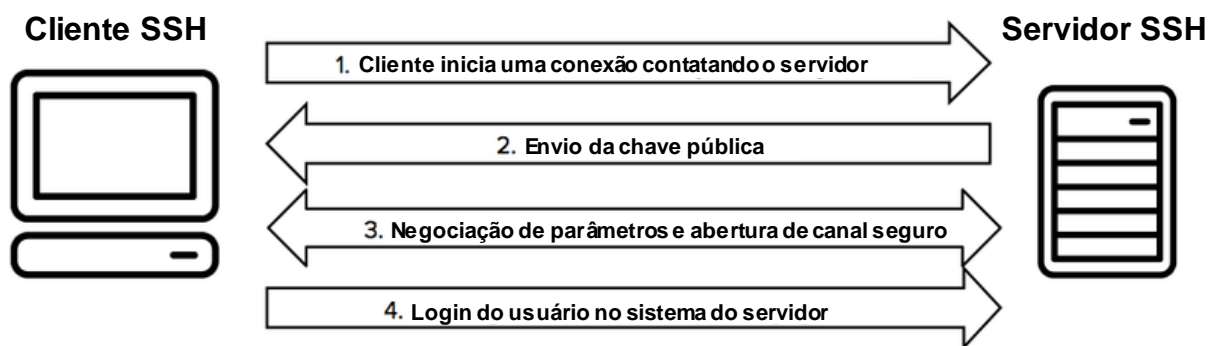 Cliente SSH
Servidor SSH
1. Cliente inicia uma conexão contatando o servidor
2. Envio da chave pública
3. Negociação de parâmetros e abertura de canal seguro
4. Login do usuário no sistema do servidor